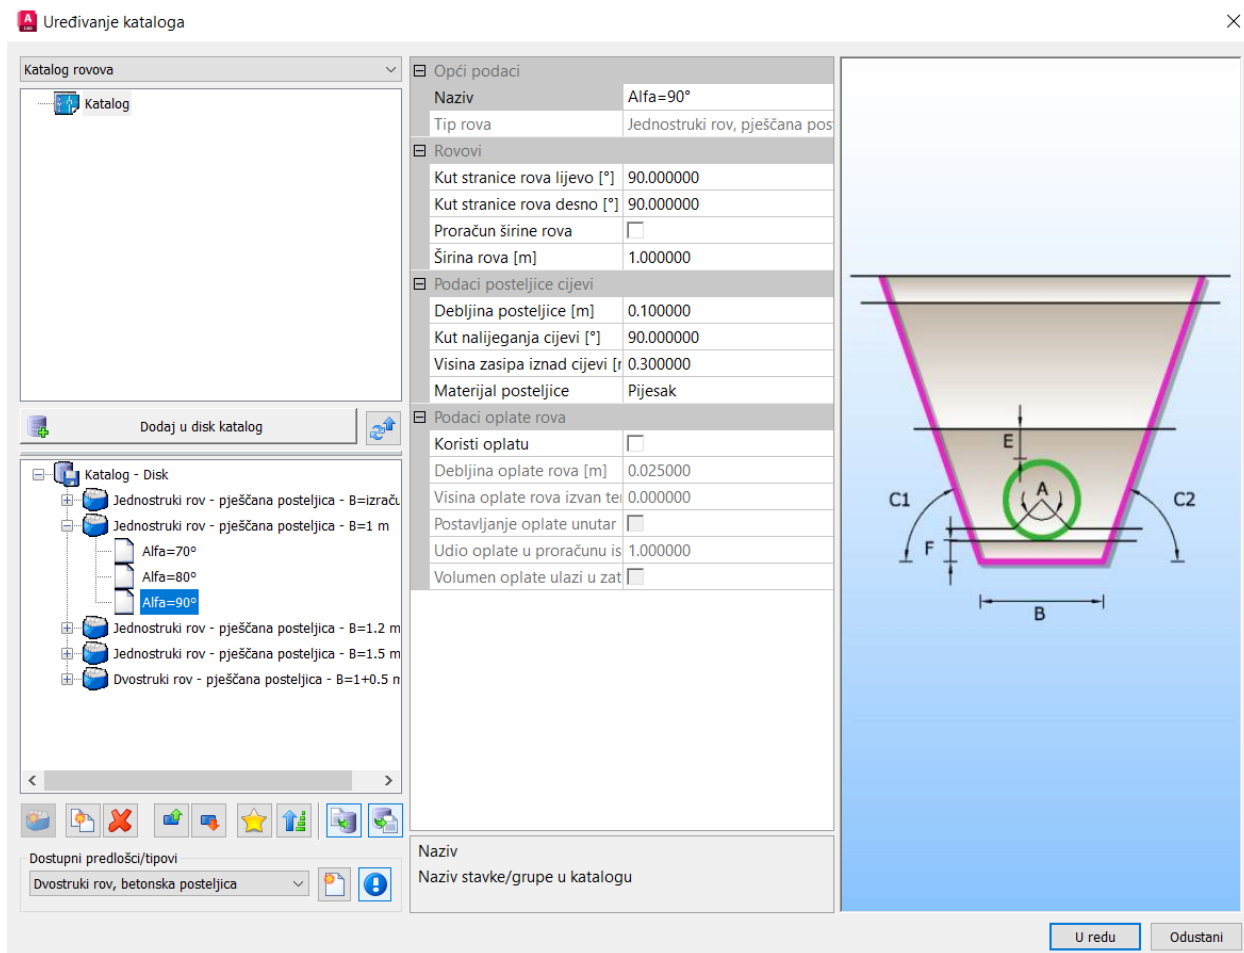 Uređivanje kataloga
Katalog rovova
Katalog
Dodaj u disk katalog
Katalog - Disk
Jednostruki rov - pješčana posteljica - B=izraču
Jednostruki rov - pješčana posteljica - B=1 m
Alfa=70º
Alfa=80º
Alfa=90º
Jednostruki rov - pješčana posteljica - B=1.2 m
Jednostruki rov - pješčana posteljica - B=1.5 m
Dvostruki rov - pješčana posteljica - B=1+0.5 m
Dostupni predlošci/tipovi
Dvostruki rov, betonska posteljica
Opći podaci
Naziv Alfa=90°
Tip rova Jednostruki rov, pješčana pos
Rovovi
Kut stranice rova lijevo [°] 90.000000
Kut stranice rova desno [°] 90.000000
Proračun širine rova
Širina rova [m] 1.000000
Podaci posteljice cijevi
Debljina posteljice [m] 0.100000
Kut nalijeganja cijevi [°] 90.000000
Visina zasipa iznad cijevi [r 0.300000
Materijal posteljice Pijesak
Podaci oplate rova
Koristi oplatu
Debljina oplate rova [m] 0.025000
Visina oplate rova izvan ter 0.000000
Postavljanje oplate unutar
Udio oplate u proračunu is 1.000000
Volumen oplate ulazi u zat
Naziv
Naziv stavke/grupe u katalogu
E
A
C1
C2
F
B
U redu
Odustani